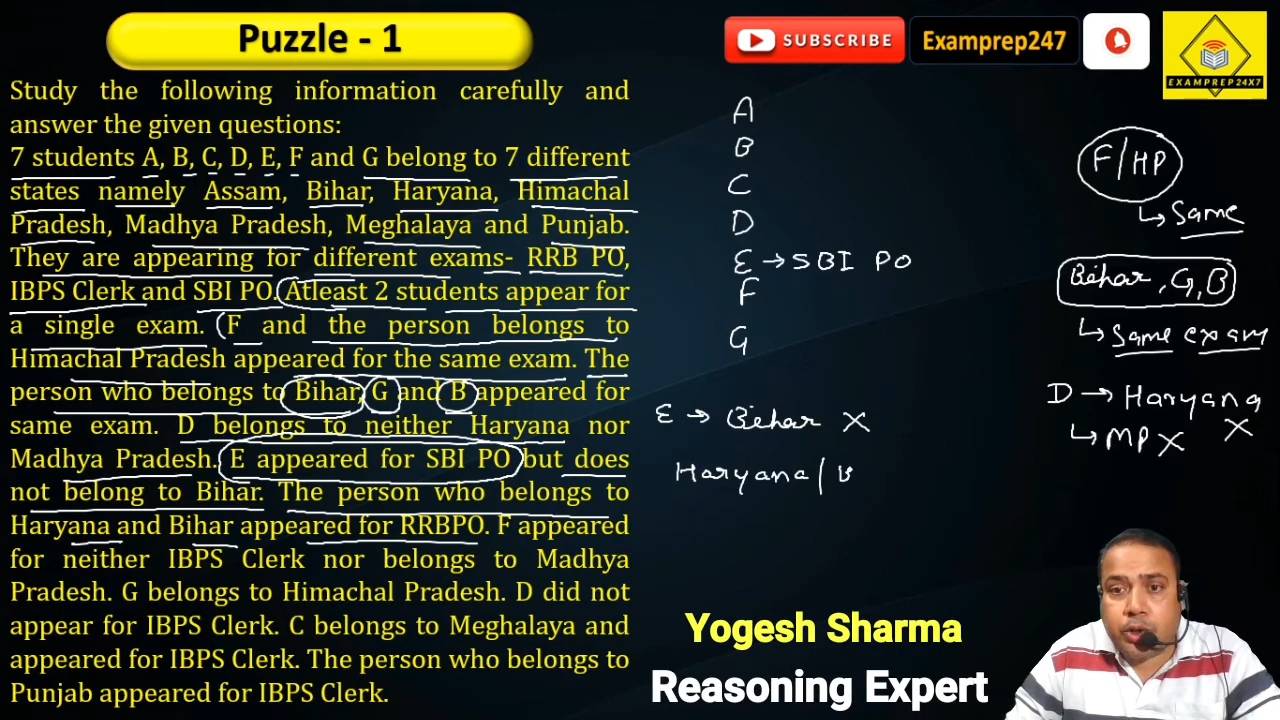 Puzzle - 1
SUBSCRIBE
Examprep247
EXAMPREP24X7
Study the following information carefully and
answer the given questions:
7 students A, B, C, D, E, F and G belong to 7 different
states namely Assam, Bihar, Haryana, Himachal
Pradesh, Madhya Pradesh, Meghalaya and Punjab.
They are appearing for different exams- RRB PO,
IBPS Clerk and SBI PO. Atleast 2 students appear for
a single exam. (F and the person belongs to
Himachal Pradesh appeared for the same exam. The
person who belongs to Bihar, G and B appeared for
same exam. D belongs to neither Haryana nor
Madhya Pradesh. E appeared for SBI PO but does
not belong to Bihar. The person who belongs to
Haryana and Bihar appeared for RRBPO. F appeared
for neither IBPS Clerk nor belongs to Madhya
Pradesh. G belongs to Himachal Pradesh. D did not
appear for IBPS Clerk. C belongs to Meghalaya and
appeared for IBPS Clerk. The person who belongs to
Punjab appeared for IBPS Clerk.
A
B
C
D
E → SBI PO
F
G
E → Bihar X
Haryana / B
F/HP
↳ Same
Bihar, G, B
↳ Same exam
D → Haryana X
↳ MP X
Yogesh Sharma
Reasoning Expert